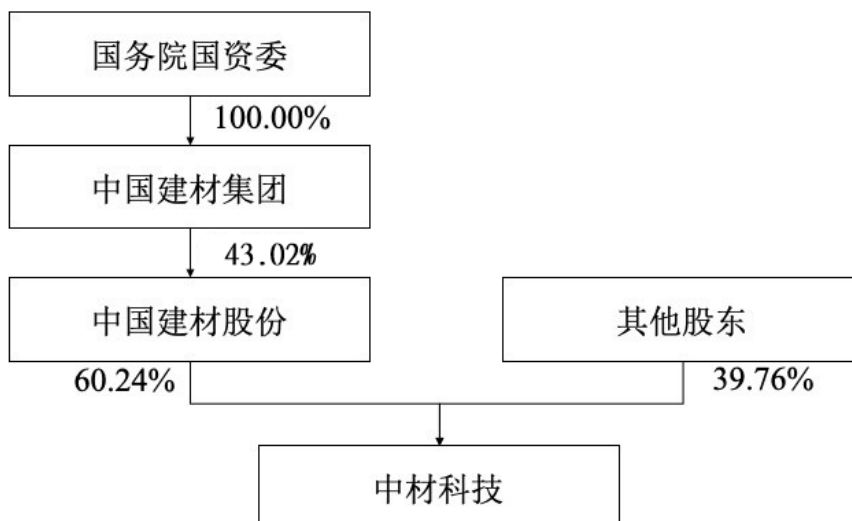 国务院国资委
100.00%
中国建材集团
43.02%
中国建材股份
其他股东
60.24%
39.76%
中材科技